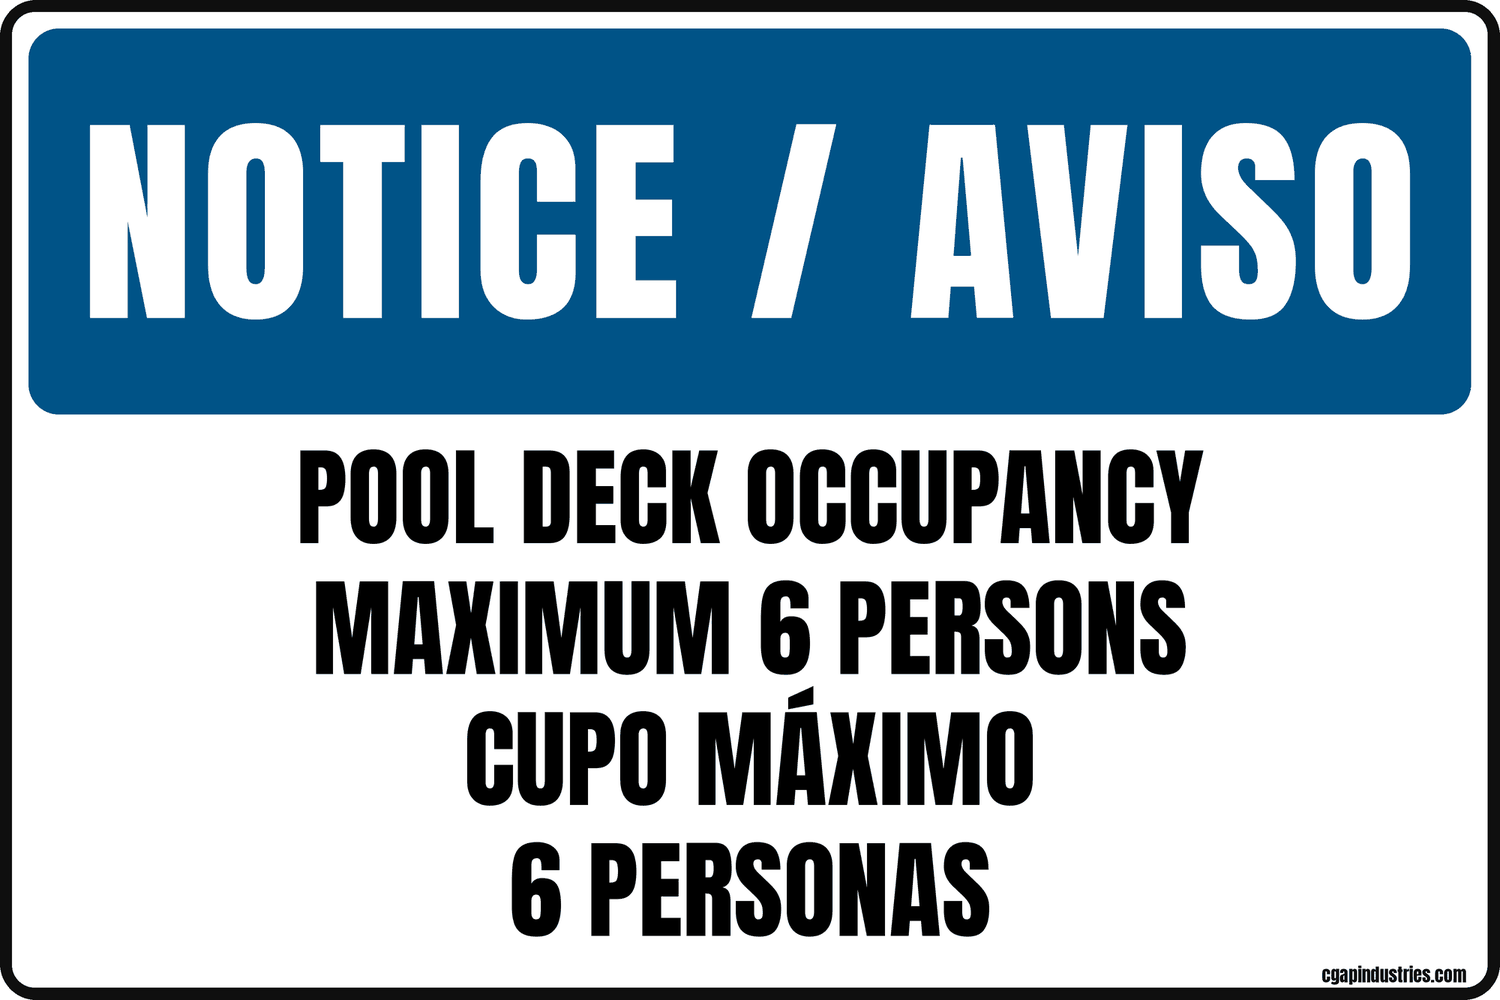 NOTICE / AVISO
POOL DECK OCCUPANCY
MAXIMUM 6 PERSONS
CUPO MÁXIMO
6 PERSONAS
cgapindustries.com